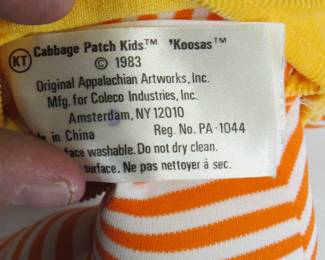 KT Cabbage Patch Kids™ 'Koosas™
© 1983
Original Appalachian Artworks, Inc.
Mfg. for Coleco Industries, Inc.
Amsterdam, NY 12010
in China Reg. No. PA-1044
face washable. Do not dry clean.
surface. Ne pas nettoyer à sec.